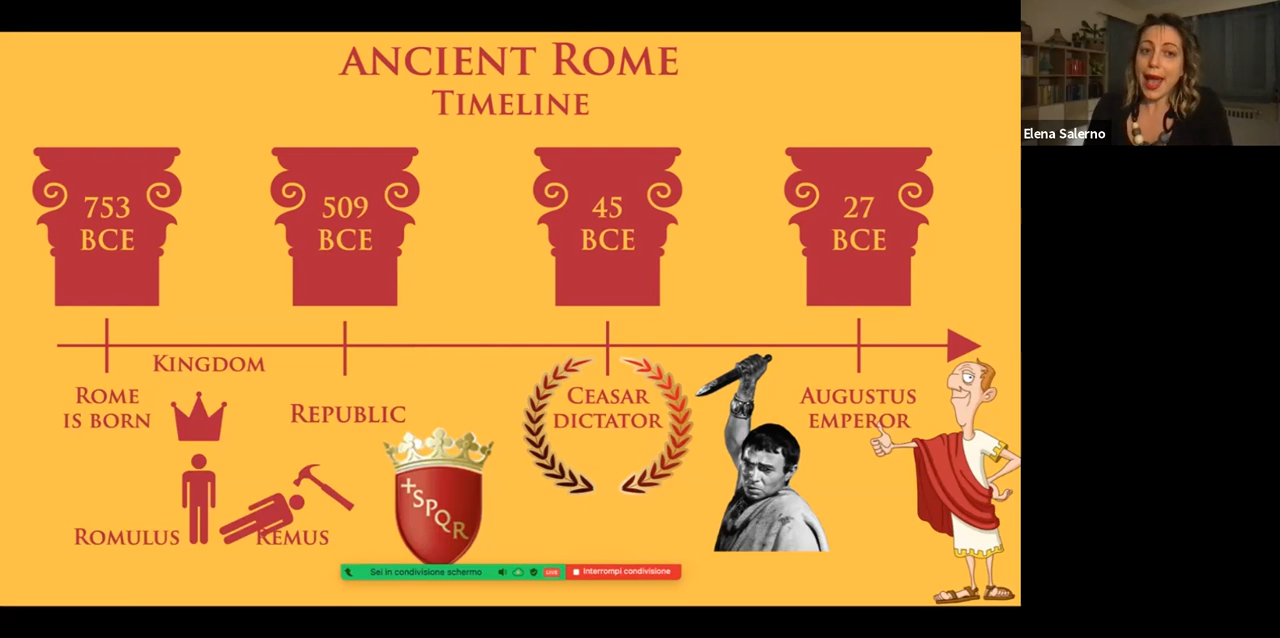 ANCIENT ROME
TIMELINE
753
BCE
509
BCE
45
BCE
27
BCE
KINGDOM
ROME
IS BORN
REPUBLIC
CEASAR
DICTATOR
AUGUSTUS
EMPEROR
ROMULUS
REMUS
+SPQR
Sei in condivisione schermo
LIVE
Interrompi condivisione
Elena Salerno